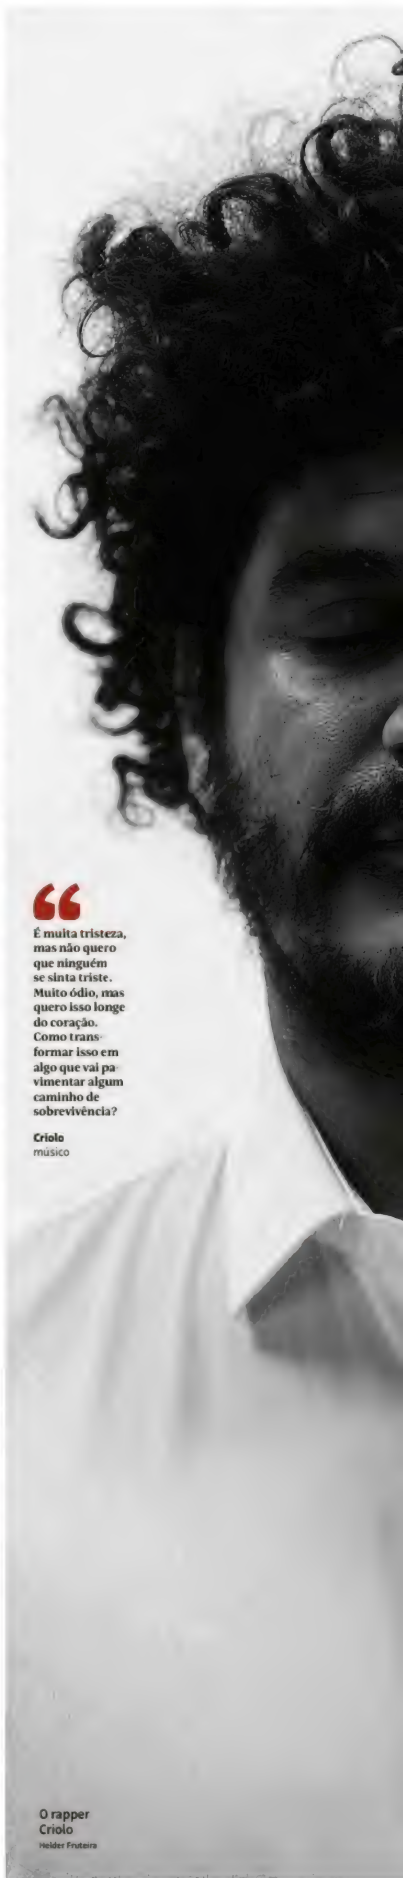 “
É muita tristeza,
mas não quero
que ninguém
se sinta triste.
Muito ódio, mas
quero isso longe
do coração.
Como trans-
formar isso em
algo que vai pa-
vimentar algum
caminho de
sobrevivência?
Criolo
músico
O rapper
Criolo
Helder Fruteira